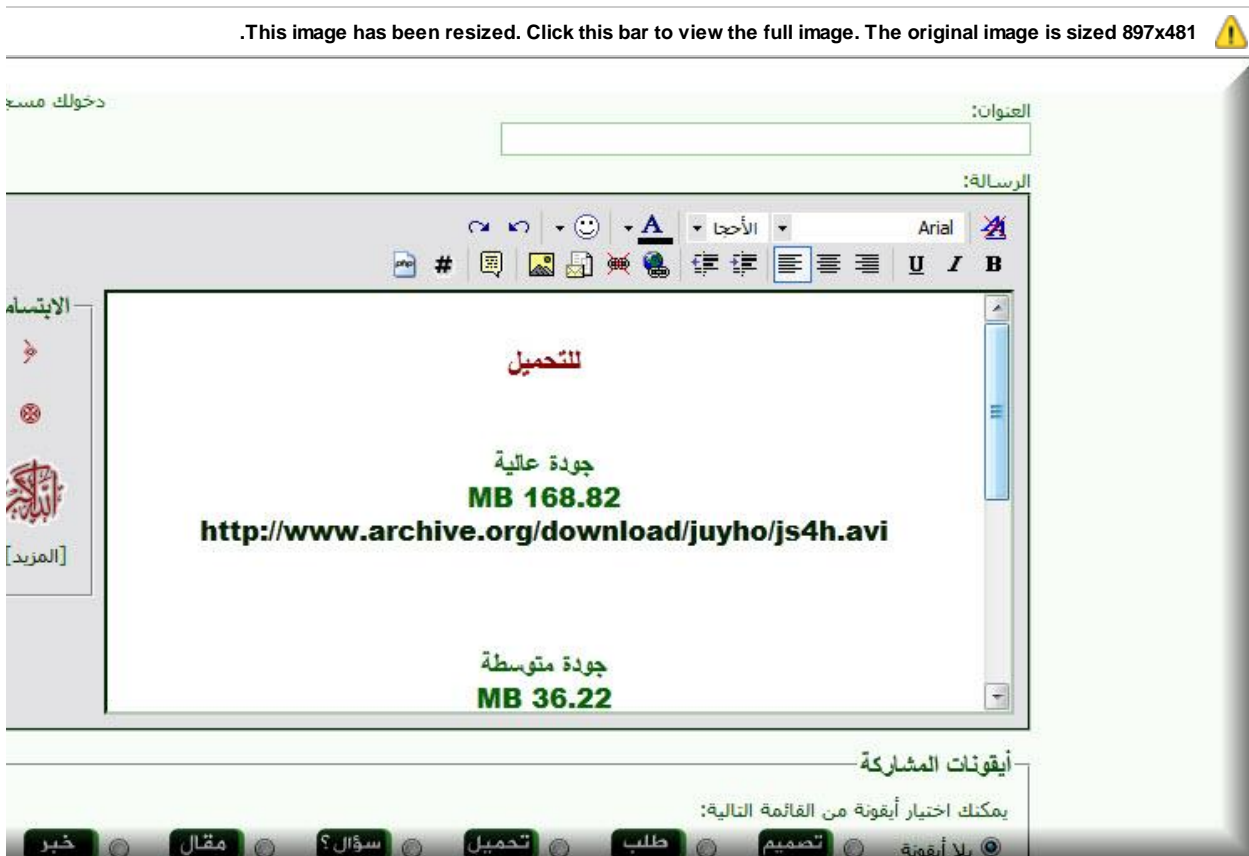 This image has been resized. Click this bar to view the full image. The original image is sized 897x481.
دخولك
العنوان:
الرسالة:
Arial
الأحجا
A
# php
B I U
للتحميل
جودة عالية
MB 168.82
http://www.archive.org/download/juyho/js4h.avi
جودة متوسطة
MB 36.22
[المزيد]
أيقونات المشاركة
يمكنك اختيار أيقونة من القائمة التالية:
بلا أيقونة تصميم طلب تحميل سؤال؟ مقال خبر